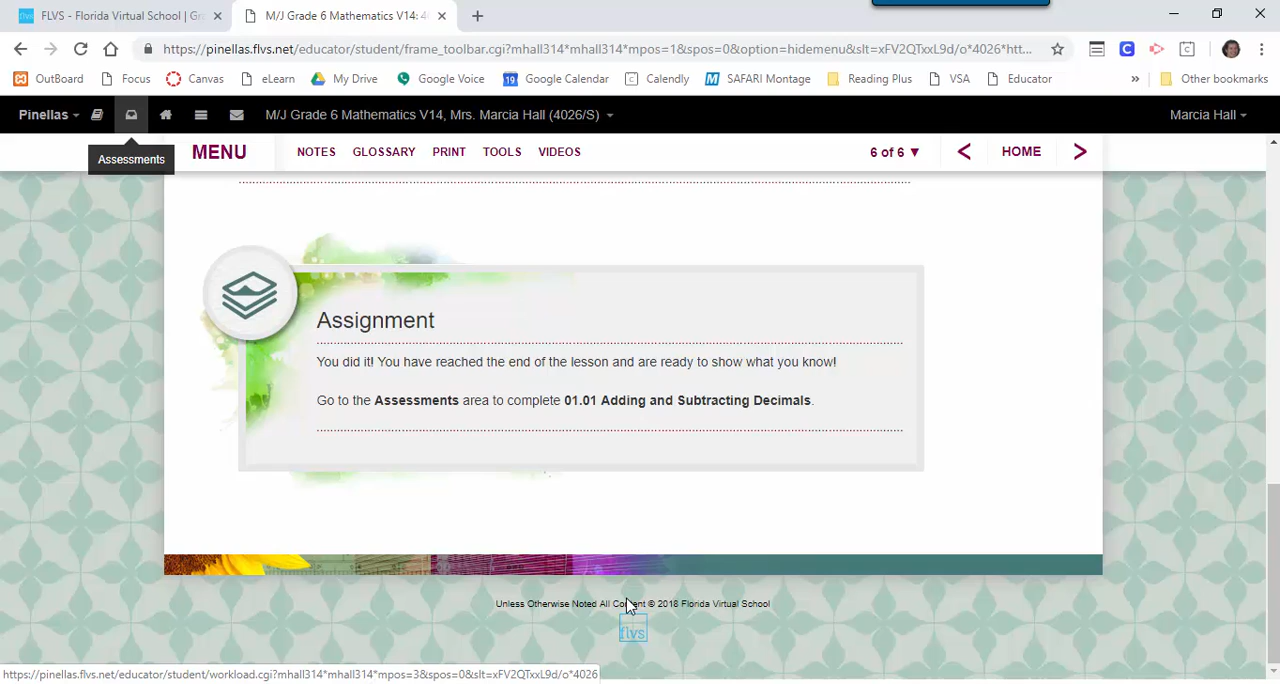 FLVS - Florida Virtual School | Gr
M/J Grade 6 Mathematics V14: 4
https://pinellas.flvs.net/educator/student/frame_toolbar.cgi?mhall314*mhall314*mpos=1&spos=0&option=hidemenu&slt=xFV2QTxxL9d/o*4026*htt...
OutBoard Focus Canvas eLearn My Drive Google Voice Google Calendar Calendly SAFARI Montage Reading Plus VSA Educator » Other bookmarks
Pinellas M/J Grade 6 Mathematics V14, Mrs. Marcia Hall (4026/S) Marcia Hall
Assessments
MENU NOTES GLOSSARY PRINT TOOLS VIDEOS 6 of 6 ▼ < HOME >
Assignment
You did it! You have reached the end of the lesson and are ready to show what you know!
Go to the Assessments area to complete 01.01 Adding and Subtracting Decimals.
Unless Otherwise Noted All Content © 2018 Florida Virtual School
flvs
https://pinellas.flvs.net/educator/student/workload.cgi?mhall314*mhall314*mpos=3&spos=0&slt=xFV2QTxxL9d/o*4026